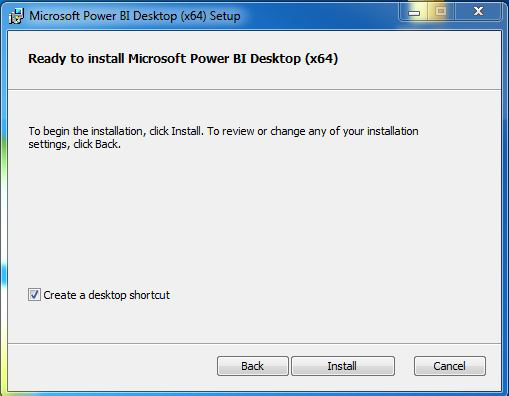 Microsoft Power BI Desktop (x64) Setup
Ready to install Microsoft Power BI Desktop (x64)
To begin the installation, click Install. To review or change any of your installation
settings, click Back.
Create a desktop shortcut
Back Install Cancel